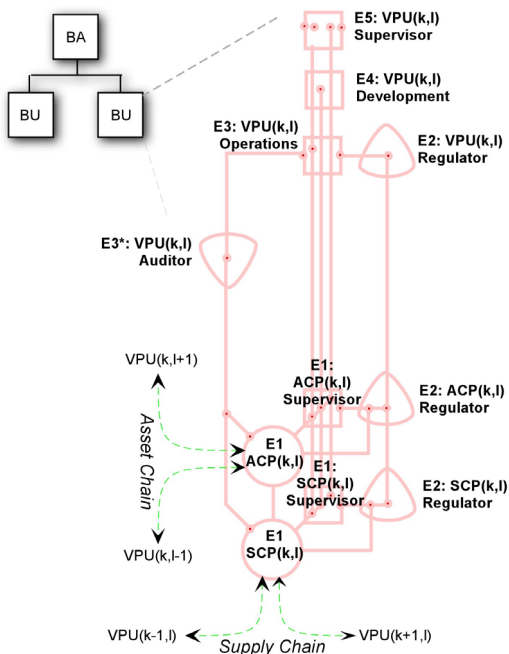 BA
BU
BU
E5: VPU(k,l)
Supervisor
E4: VPU(k,l)
Development
E3: VPU(k,l)
Operations
E2: VPU(k,l)
Regulator
E3*: VPU(k,l)
Auditor
VPU(k,l+1)
Asset Chain
VPU(k,l-1)
E1:
ACP(k,l)
Supervisor
E2: ACP(k,l)
Regulator
E1
ACP(k,l)
E1:
SCP(k,l)
Supervisor
E2: SCP(k,l)
Regulator
E1
SCP(k,l)
VPU(k-1,l)
VPU(k+1,l)
Supply Chain